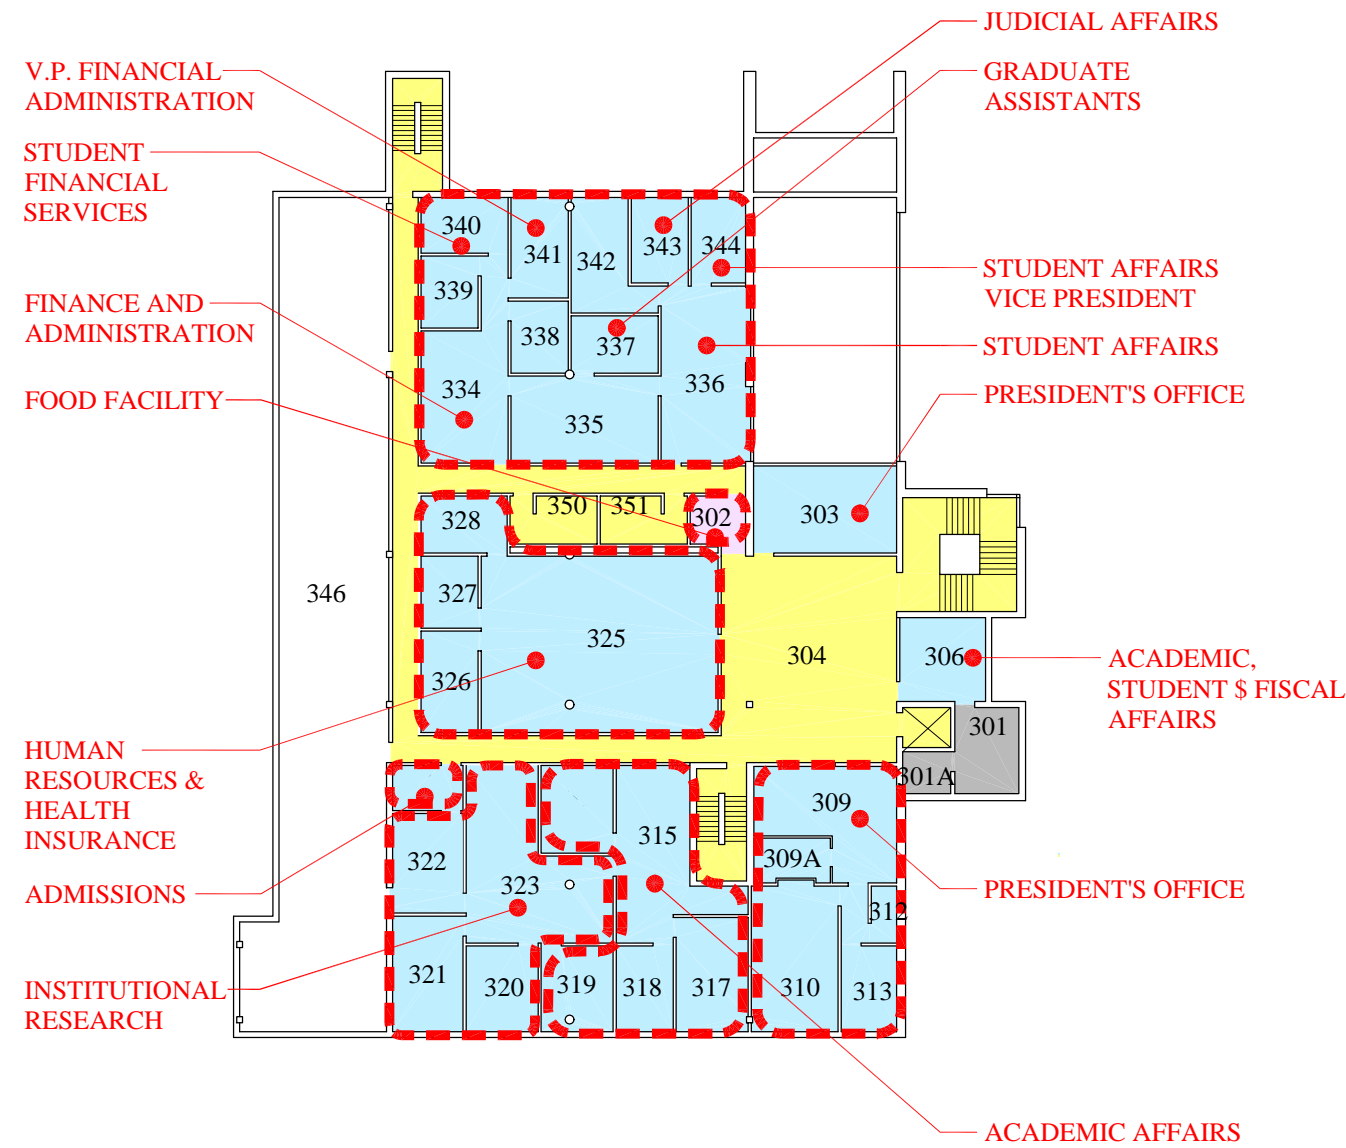 JUDICIAL AFFAIRS
V.P. FINANCIAL
ADMINISTRATION
GRADUATE
ASSISTANTS
STUDENT
FINANCIAL
SERVICES
340
341
342
343
344
STUDENT AFFAIRS
VICE PRESIDENT
339
FINANCE AND
ADMINISTRATION
338
337
STUDENT AFFAIRS
334
336
PRESIDENT'S OFFICE
FOOD FACILITY
335
328
350
351
302
303
346
327
325
304
306
326
ACADEMIC,
STUDENT $ FISCAL
AFFAIRS
301
HUMAN
RESOURCES &
HEALTH
INSURANCE
301A
309
315
309A
322
323
ADMISSIONS
PRESIDENT'S OFFICE
312
321
320
319
318
317
310
313
INSTITUTIONAL
RESEARCH
ACADEMIC AFFAIRS